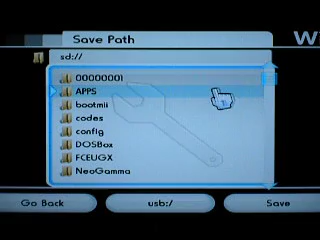 Save Path
W
sd://
00000001
APPS
bootmii
codes
config
DOSBox
FCEUGX
NeoGamma
Go Back
usb:/
Save